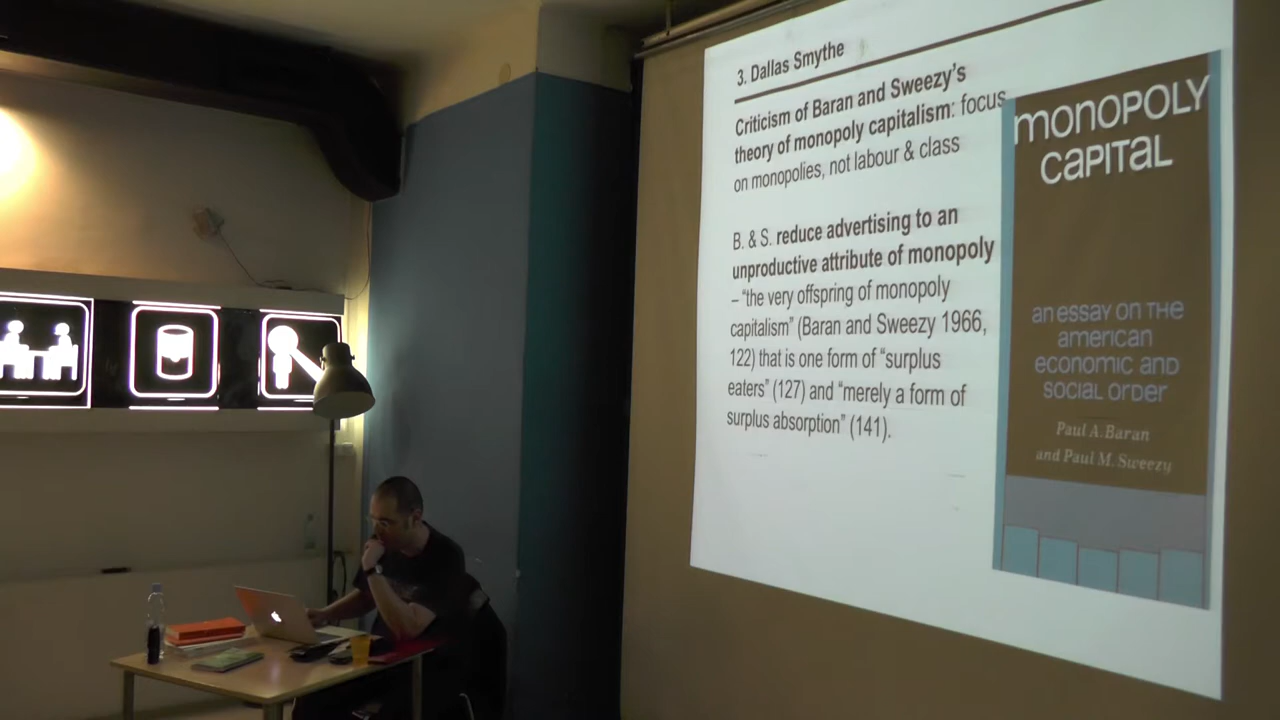 3. Dallas Smythe
Criticism of Baran and Sweezy's
theory of monopoly capitalism: focus
on monopolies, not labour & class
B. & S. reduce advertising to an
unproductive attribute of monopoly
– "the very offspring of monopoly
capitalism" (Baran and Sweezy 1966,
122) that is one form of "surplus
eaters" (127) and "merely a form of
surplus absorption" (141).
monopoly
capital
an essay on the
american
economic and
social order
Paul A. Baran
and Paul M. Sweezy